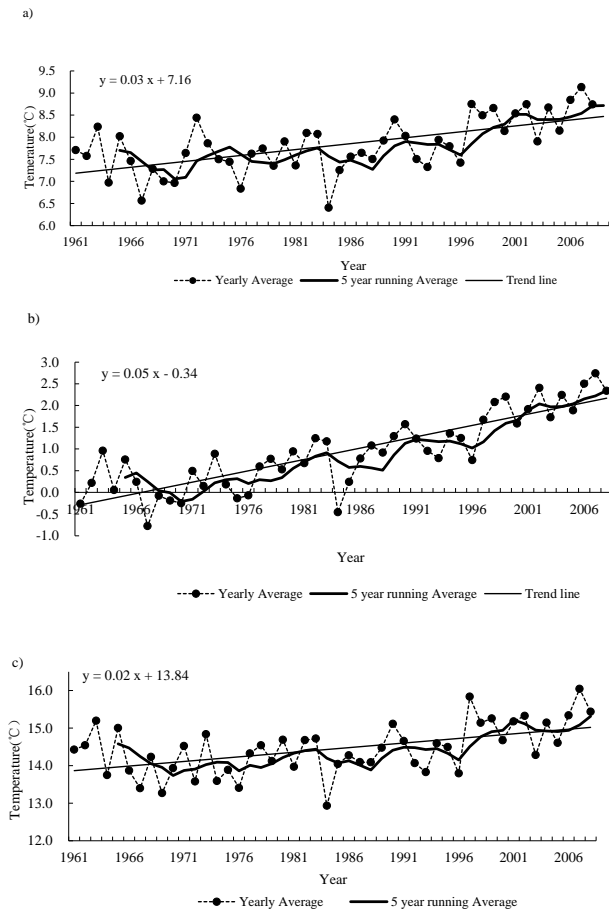 a)
y = 0.03 x + 7.16
9.5
9.0
8.5
8.0
7.5
7.0
6.5
6.0
Temerature(℃)
1961 1966 1971 1976 1981 1986 1991 1996 2001 2006
Year
Yearly Average 5 year running Average Trend line
b)
y = 0.05 x - 0.34
3.0
2.5
2.0
1.5
1.0
0.5
0.0
-0.5
-1.0
Temperature(℃)
1961 1966 1971 1976 1981 1986 1991 1996 2001 2006
Year
Yearly Average 5 year running Average Trend line
c)
y = 0.02 x + 13.84
16.0
15.0
14.0
13.0
12.0
Temperature(℃)
1961 1966 1971 1976 1981 1986 1991 1996 2001 2006
Year
Yearly Average 5 year running Average